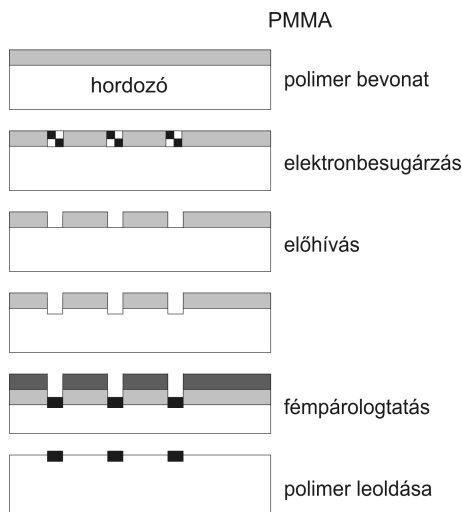 PMMA
hordozó
polimer bevonat
elektronbesugárzás
előhívás
fémpárologtatás
polimer leoldása